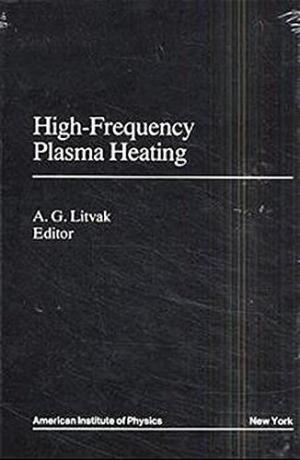 High-Frequency
Plasma Heating
A. G. Litvak
Editor
American Institute of Physics New York